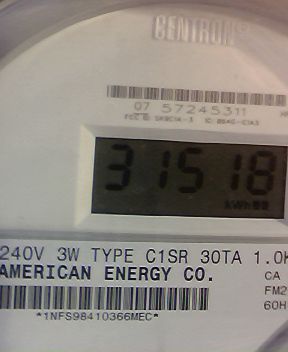 CENTRON®
07 57245311
31518
kWh
240V 3W TYPE C1SR 30TA 1.0K
AMERICAN ENERGY CO.
CA
FM2
60H
*1NFS98410366MEC*